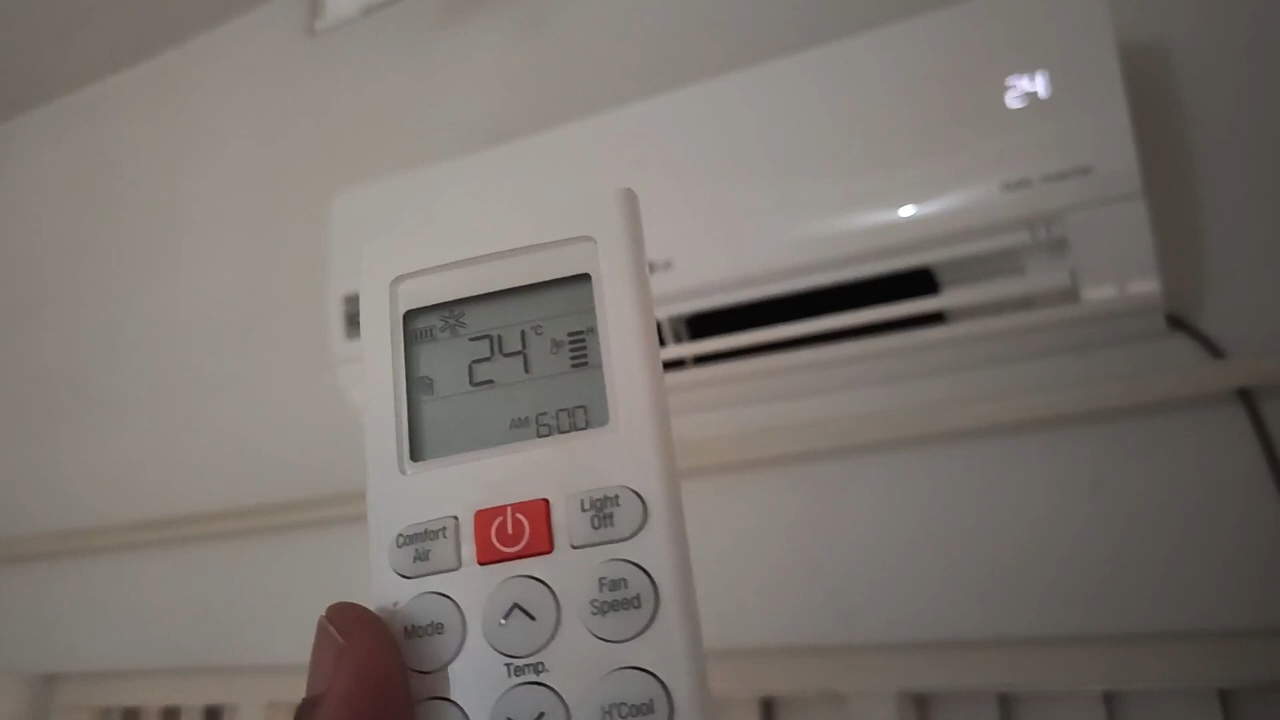 24
24 °C
AM 6:00
Comfort
Air
Light
Off
Mode
Fan
Speed
Temp.
H'Cool